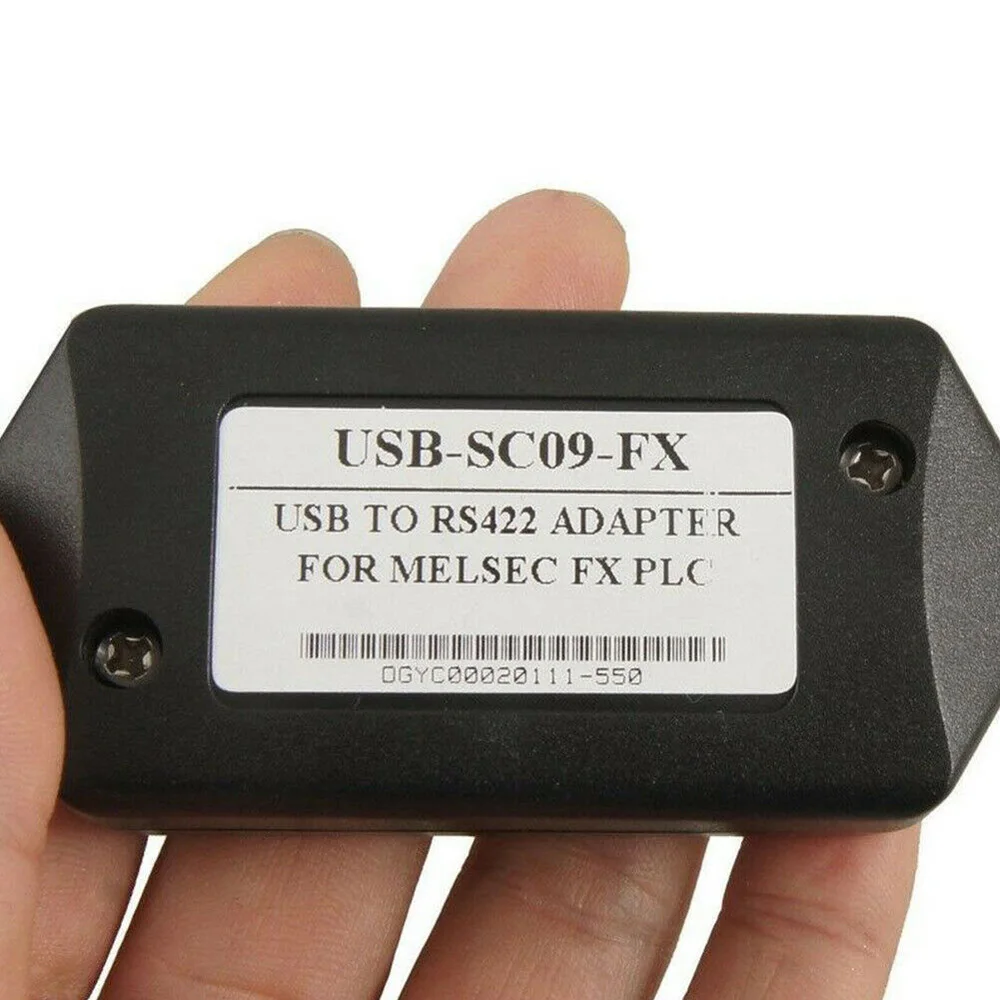 USB-SC09-FX
USB TO RS422 ADAPTER
FOR MELSEC FX PLC
DGYC00020111-550